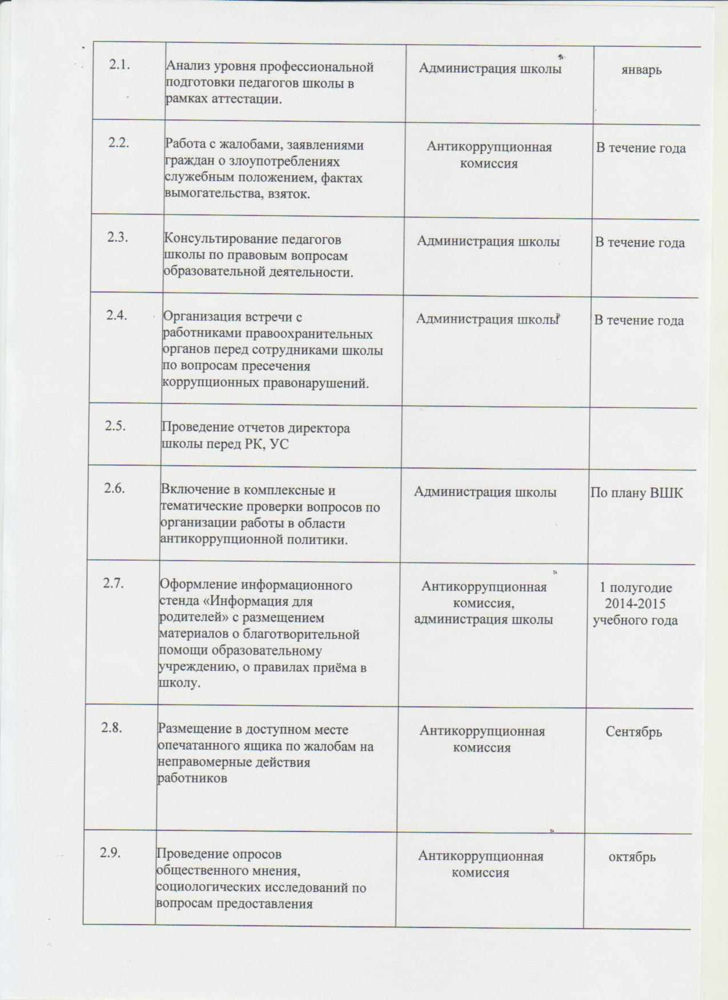 2.1.
Анализ уровня профессиональной
подготовки педагогов школы в
рамках аттестации.
Администрация школы
январь
2.2.
Работа с жалобами, заявлениями
граждан о злоупотреблениях
служебным положением, фактах
вымогательства, взяток.
Антикоррупционная
комиссия
В течение года
2.3.
Консультирование педагогов
школы по правовым вопросам
образовательной деятельности.
Администрация школы
В течение года
2.4.
Организация встречи с
работниками правоохранительных
органов перед сотрудниками школы
по вопросам пресечения
коррупционных правонарушений.
Администрация школы
В течение года
2.5.
Проведение отчетов директора
школы перед РК, УС
2.6.
Включение в комплексные и
тематические проверки вопросов по
организации работы в области
антикоррупционной политики.
Администрация школы
По плану ВШК
2.7.
Оформление информационного
стенда «Информация для
родителей» с размещением
материалов о благотворительной
помощи образовательному
учреждению, о правилах приёма в
школу.
Антикоррупционная
комиссия,
администрация школы
1 полугодие
2014-2015
учебного года
2.8.
Размещение в доступном месте
опечатанного ящика по жалобам на
неправомерные действия
работников
Антикоррупционная
комиссия
Сентябрь
2.9.
Проведение опросов
общественного мнения,
социологических исследований по
вопросам предоставления
Антикоррупционная
комиссия
октябрь